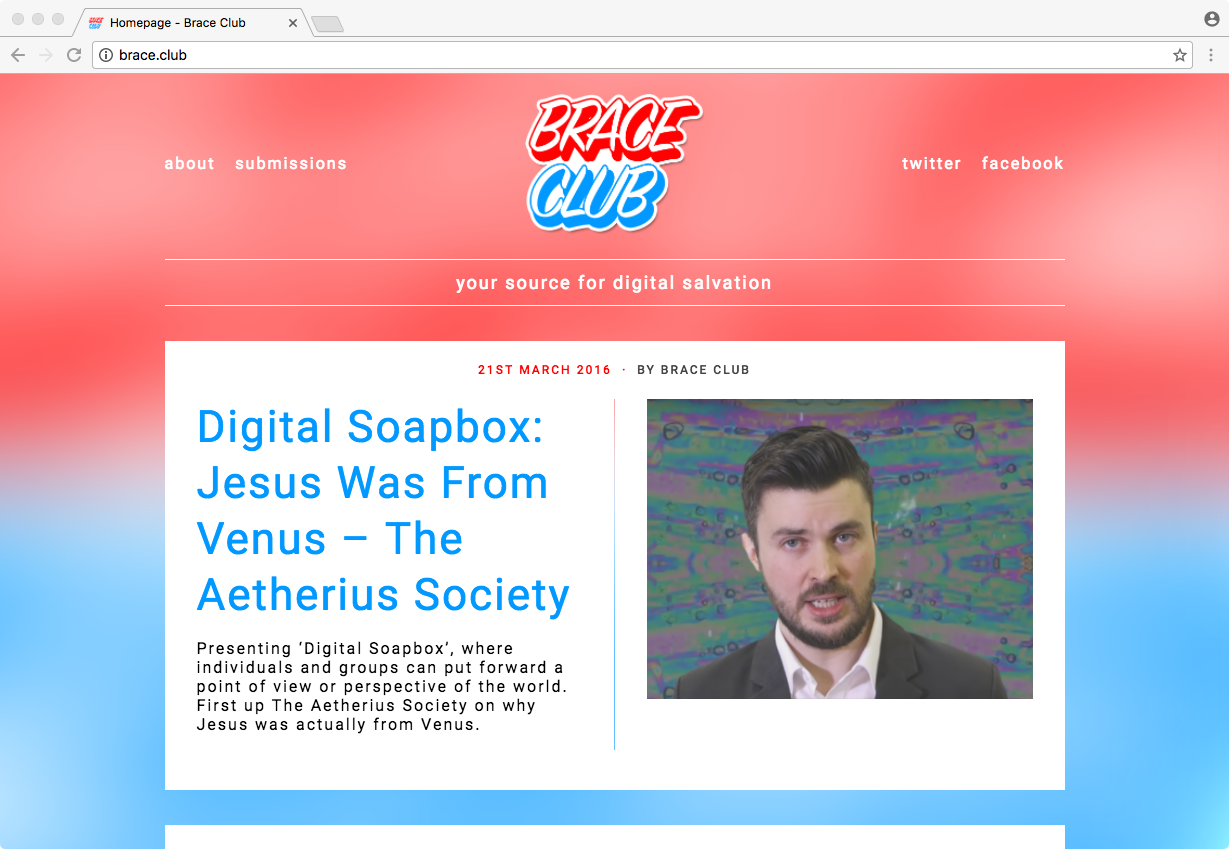 Homepage - Brace Club
brace.club
BRACE
CLUB
about submissions
twitter facebook
your source for digital salvation
21ST MARCH 2016 · BY BRACE CLUB
Digital Soapbox:
Jesus Was From
Venus – The
Aetherius Society
Presenting ‘Digital Soapbox’, where
individuals and groups can put forward a
point of view or perspective of the world.
First up The Aetherius Society on why
Jesus was actually from Venus.